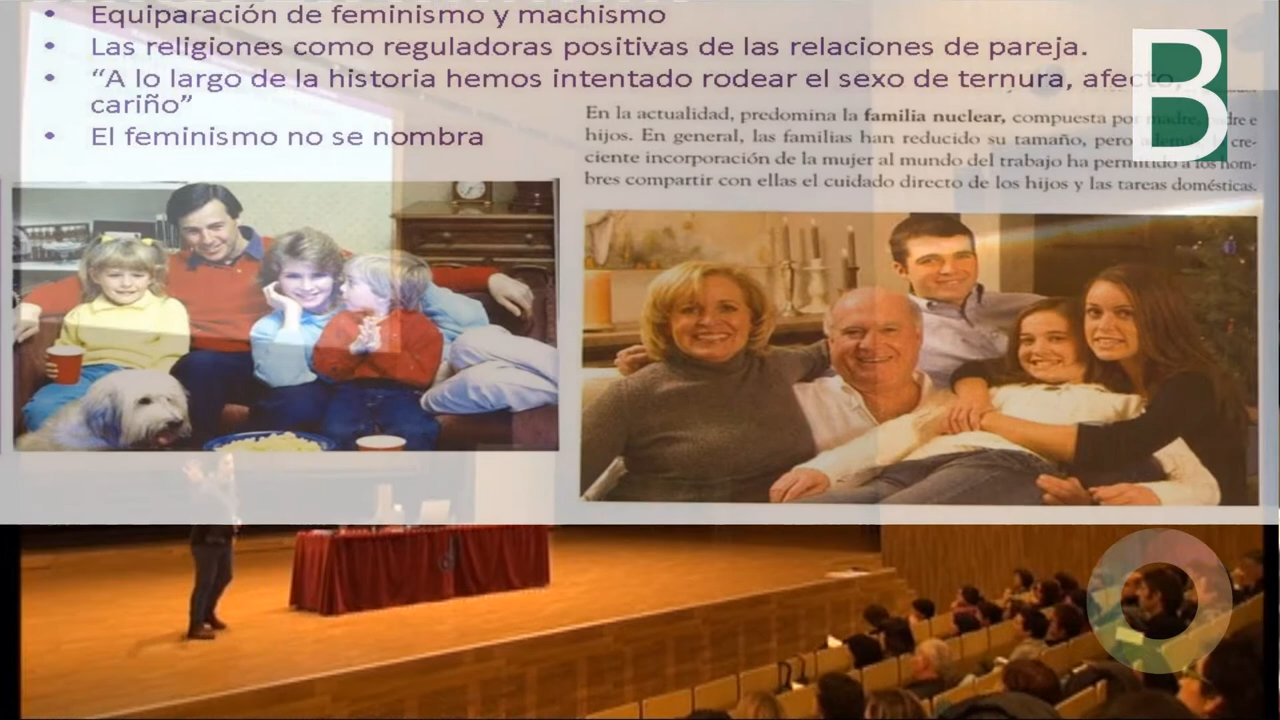 • Equiparación de feminismo y machismo
• Las religiones como reguladoras positivas de las relaciones de pareja.
• “A lo largo de la historia hemos intentado rodear el sexo de ternura, afecto,
cariño”
• El feminismo no se nombra
B
En la actualidad, predomina la familia nuclear, compuesta por madre, padre e
hijos. En general, las familias han reducido su tamaño, pero además la cre-
ciente incorporación de la mujer al mundo del trabajo ha permitido a los hom-
bres compartir con ellas el cuidado directo de los hijos y las tareas domésticas.